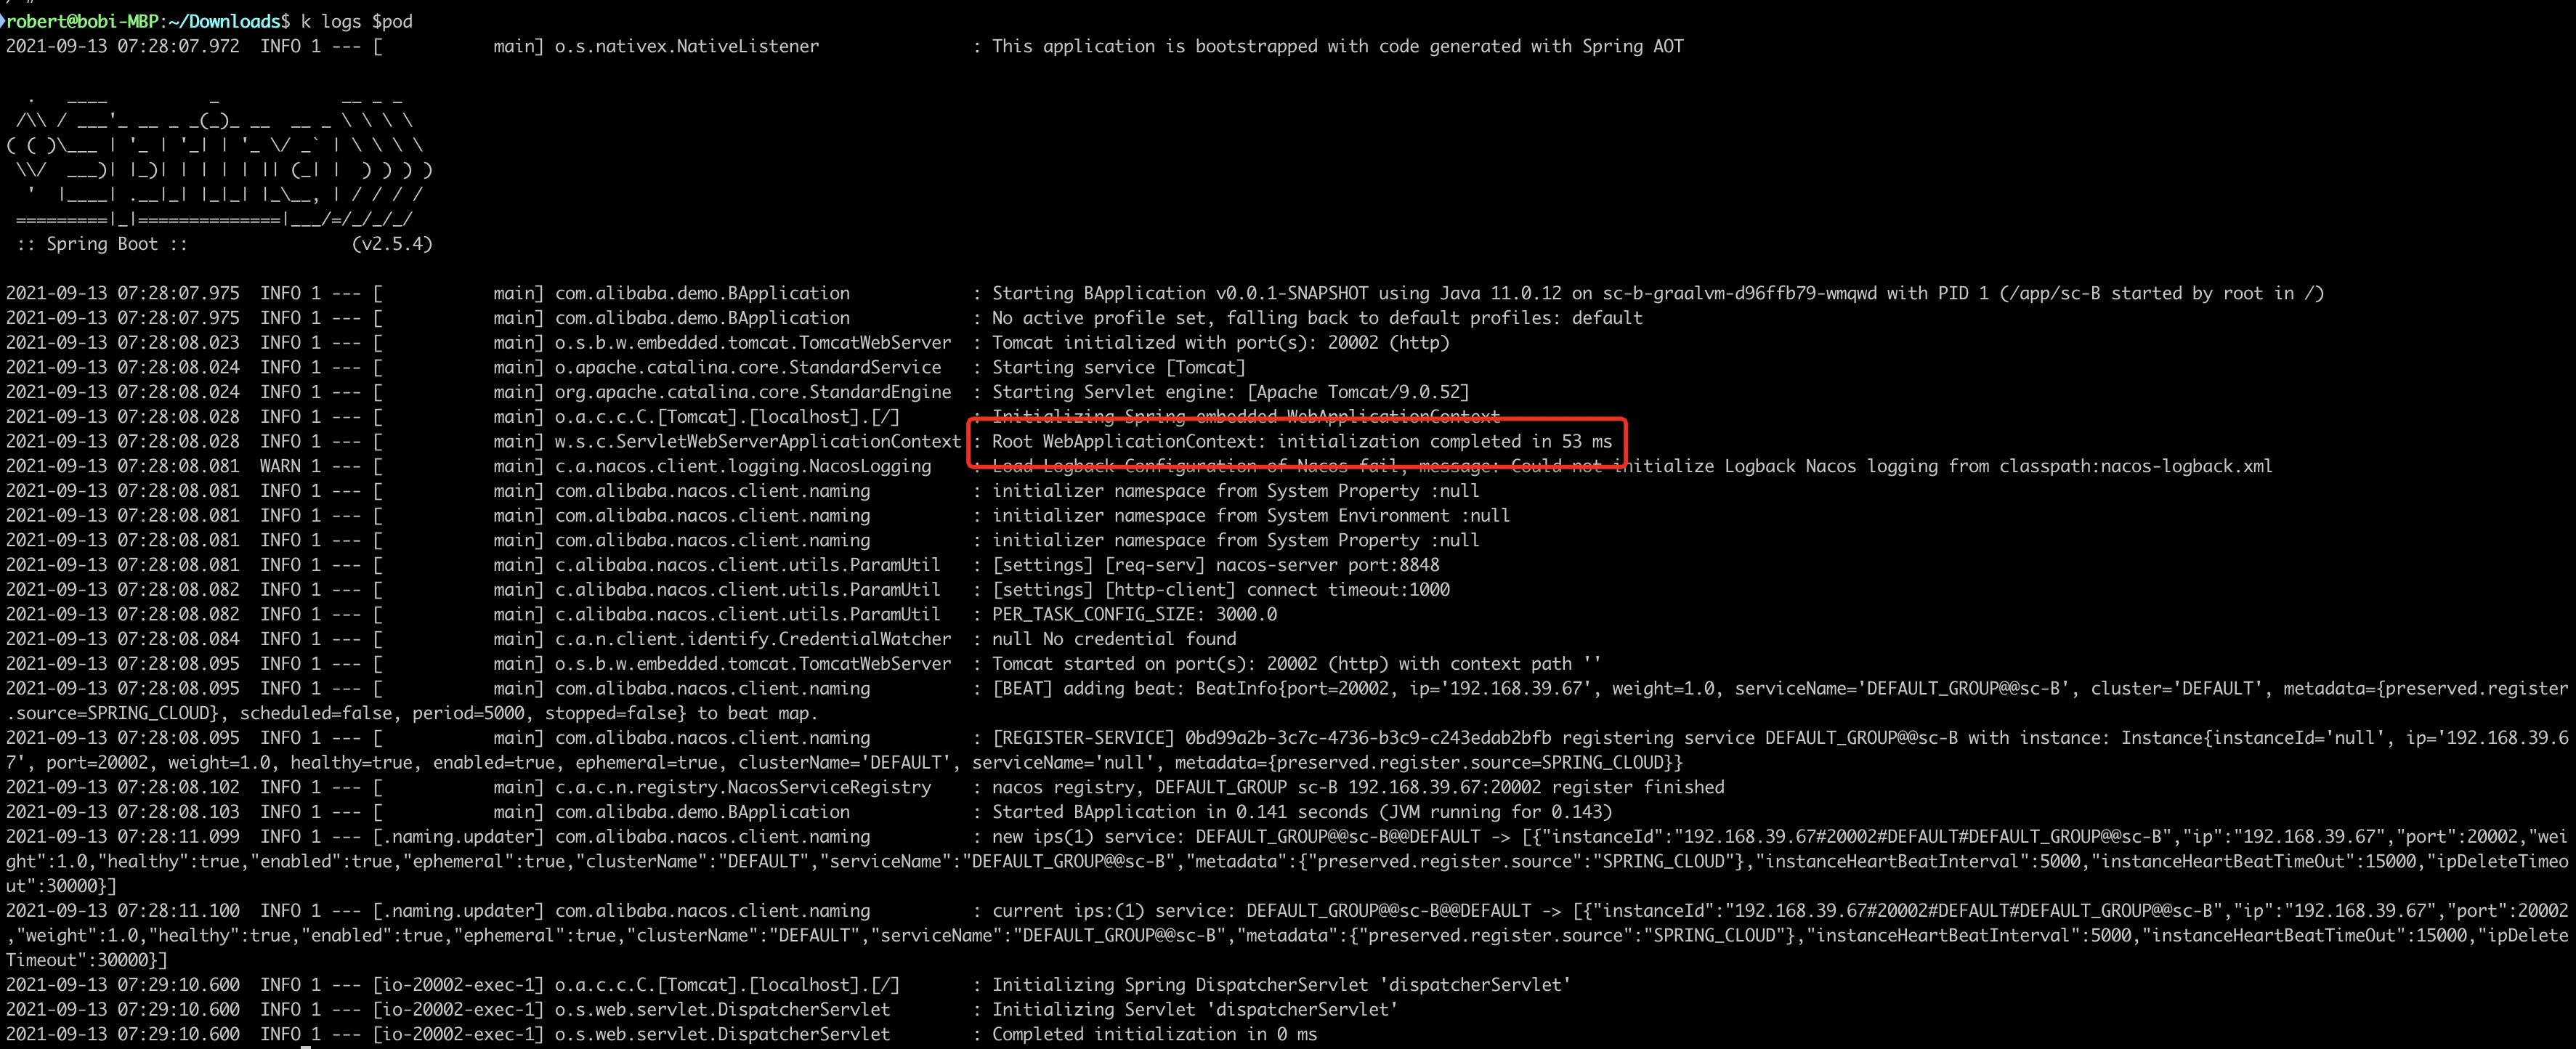 robert@bobi-MBP:~/Downloads$ k logs $pod
2021-09-13 07:28:07.972  INFO 1 --- [           main] o.s.nativex.NativeListener               : This application is bootstrapped with code generated with Spring AOT
  .   ____          _            __ _ _
 /\\ / ___'_ __ _ _(_)_ __  __ _ \ \ \ \
( ( )\___ | '_ | '_| | '_ \/ _` | \ \ \ \
 \\/  ___)| |_)| | | | | || (_| |  ) ) ) )
  '  |____| .__|_| |_|_| |_\__, | / / / /
 =========|_|==============|___/=/_/_/_/
 :: Spring Boot ::                (v2.5.4)
2021-09-13 07:28:07.975  INFO 1 --- [           main] com.alibaba.demo.BApplication            : Starting BApplication v0.0.1-SNAPSHOT using Java 11.0.12 on sc-b-graalvm-d96ffb79-wmqwd with PID 1 (/app/sc-B started by root in /)
2021-09-13 07:28:07.975  INFO 1 --- [           main] com.alibaba.demo.BApplication            : No active profile set, falling back to default profiles: default
2021-09-13 07:28:08.023  INFO 1 --- [           main] o.s.b.w.embedded.tomcat.TomcatWebServer  : Tomcat initialized with port(s): 20002 (http)
2021-09-13 07:28:08.024  INFO 1 --- [           main] o.apache.catalina.core.StandardService   : Starting service [Tomcat]
2021-09-13 07:28:08.024  INFO 1 --- [           main] org.apache.catalina.core.StandardEngine  : Starting Servlet engine: [Apache Tomcat/9.0.52]
2021-09-13 07:28:08.028  INFO 1 --- [           main] o.a.c.c.C.[Tomcat].[localhost].[/]       : Initializing Spring embedded WebApplicationContext
2021-09-13 07:28:08.028  INFO 1 --- [           main] w.s.c.ServletWebServerApplicationContext : Root WebApplicationContext: initialization completed in 53 ms
2021-09-13 07:28:08.081  WARN 1 --- [           main] c.a.nacos.client.logging.NacosLogging    : Load Logback Configuration of Nacos fail, message: Could not initialize Logback Nacos logging from classpath:nacos-logback.xml
2021-09-13 07:28:08.081  INFO 1 --- [           main] com.alibaba.nacos.client.naming          : initializer namespace from System Property :null
2021-09-13 07:28:08.081  INFO 1 --- [           main] com.alibaba.nacos.client.naming          : initializer namespace from System Environment :null
2021-09-13 07:28:08.081  INFO 1 --- [           main] com.alibaba.nacos.client.naming          : initializer namespace from System Property :null
2021-09-13 07:28:08.081  INFO 1 --- [           main] c.alibaba.nacos.client.utils.ParamUtil   : [settings] [req-serv] nacos-server port:8848
2021-09-13 07:28:08.082  INFO 1 --- [           main] c.alibaba.nacos.client.utils.ParamUtil   : [settings] [http-client] connect timeout:1000
2021-09-13 07:28:08.082  INFO 1 --- [           main] c.alibaba.nacos.client.utils.ParamUtil   : PER_TASK_CONFIG_SIZE: 3000.0
2021-09-13 07:28:08.084  INFO 1 --- [           main] c.a.n.client.identify.CredentialWatcher  : null No credential found
2021-09-13 07:28:08.095  INFO 1 --- [           main] o.s.b.w.embedded.tomcat.TomcatWebServer  : Tomcat started on port(s): 20002 (http) with context path ''
2021-09-13 07:28:08.095  INFO 1 --- [           main] com.alibaba.nacos.client.naming          : [BEAT] adding beat: BeatInfo{port=20002, ip='192.168.39.67', weight=1.0, serviceName='DEFAULT_GROUP@@sc-B', cluster='DEFAULT', metadata={preserved.register
.source=SPRING_CLOUD}, scheduled=false, period=5000, stopped=false} to beat map.
2021-09-13 07:28:08.095  INFO 1 --- [           main] com.alibaba.nacos.client.naming          : [REGISTER-SERVICE] 0bd99a2b-3c7c-4736-b3c9-c243edab2bfb registering service DEFAULT_GROUP@@sc-B with instance: Instance{instanceId='null', ip='192.168.39.6
7', port=20002, weight=1.0, healthy=true, enabled=true, ephemeral=true, clusterName='DEFAULT', serviceName='null', metadata={preserved.register.source=SPRING_CLOUD}}
2021-09-13 07:28:08.102  INFO 1 --- [           main] c.a.c.n.registry.NacosServiceRegistry    : nacos registry, DEFAULT_GROUP sc-B 192.168.39.67:20002 register finished
2021-09-13 07:28:08.103  INFO 1 --- [           main] com.alibaba.demo.BApplication            : Started BApplication in 0.141 seconds (JVM running for 0.143)
2021-09-13 07:28:11.099  INFO 1 --- [.naming.updater] com.alibaba.nacos.client.naming          : new ips(1) service: DEFAULT_GROUP@@sc-B@@DEFAULT -> [{"instanceId":"192.168.39.67#20002#DEFAULT#DEFAULT_GROUP@@sc-B","ip":"192.168.39.67","port":20002,"wei
ght":1.0,"healthy":true,"enabled":true,"ephemeral":true,"clusterName":"DEFAULT","serviceName":"DEFAULT_GROUP@@sc-B","metadata":{"preserved.register.source":"SPRING_CLOUD"},"instanceHeartBeatInterval":5000,"instanceHeartBeatTimeOut":15000,"ipDeleteTimeo
ut":30000}]
2021-09-13 07:28:11.100  INFO 1 --- [.naming.updater] com.alibaba.nacos.client.naming          : current ips:(1) service: DEFAULT_GROUP@@sc-B@@DEFAULT -> [{"instanceId":"192.168.39.67#20002#DEFAULT#DEFAULT_GROUP@@sc-B","ip":"192.168.39.67","port":20002
,"weight":1.0,"healthy":true,"enabled":true,"ephemeral":true,"clusterName":"DEFAULT","serviceName":"DEFAULT_GROUP@@sc-B","metadata":{"preserved.register.source":"SPRING_CLOUD"},"instanceHeartBeatInterval":5000,"instanceHeartBeatTimeOut":15000,"ipDelete
Timeout":30000}]
2021-09-13 07:29:10.600  INFO 1 --- [io-20002-exec-1] o.a.c.c.C.[Tomcat].[localhost].[/]       : Initializing Spring DispatcherServlet 'dispatcherServlet'
2021-09-13 07:29:10.600  INFO 1 --- [io-20002-exec-1] o.s.web.servlet.DispatcherServlet        : Initializing Servlet 'dispatcherServlet'
2021-09-13 07:29:10.600  INFO 1 --- [io-20002-exec-1] o.s.web.servlet.DispatcherServlet        : Completed initialization in 0 ms